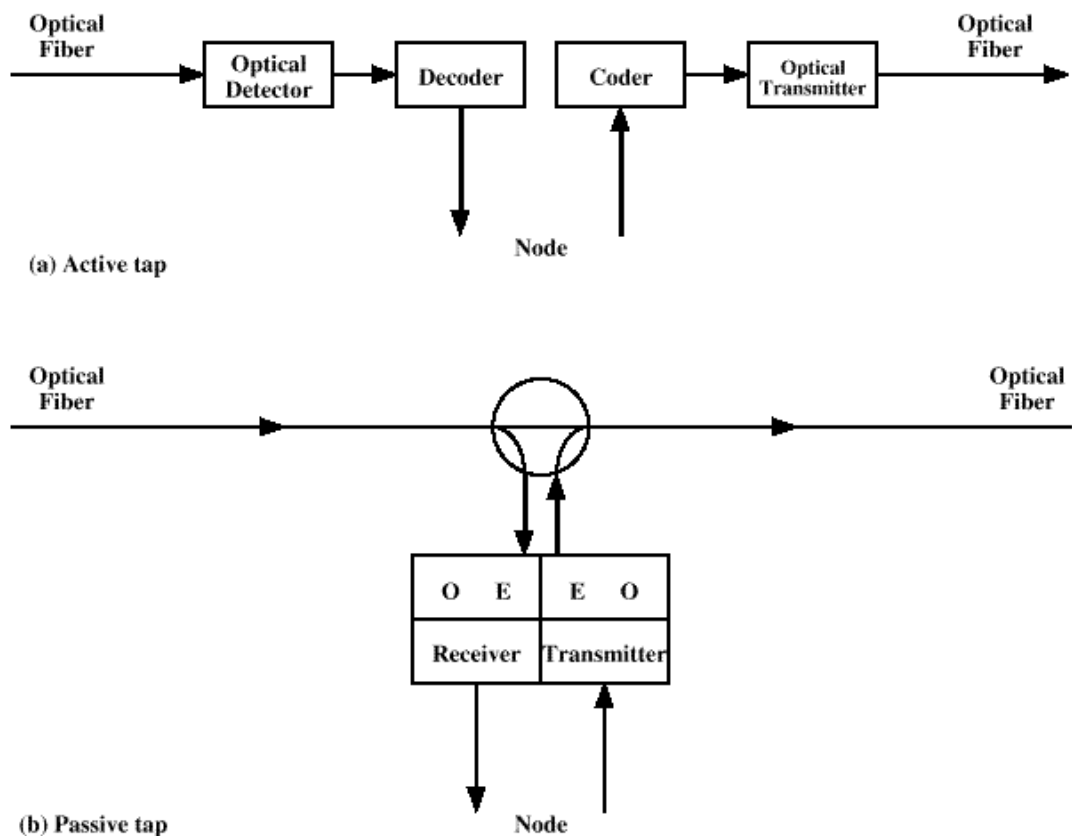 Optical
Fiber
Optical
Detector
Decoder
Coder
Optical
Transmitter
Optical
Fiber
Node
(a) Active tap
Optical
Fiber
Optical
Fiber
O E E O
Receiver Transmitter
Node
(b) Passive tap